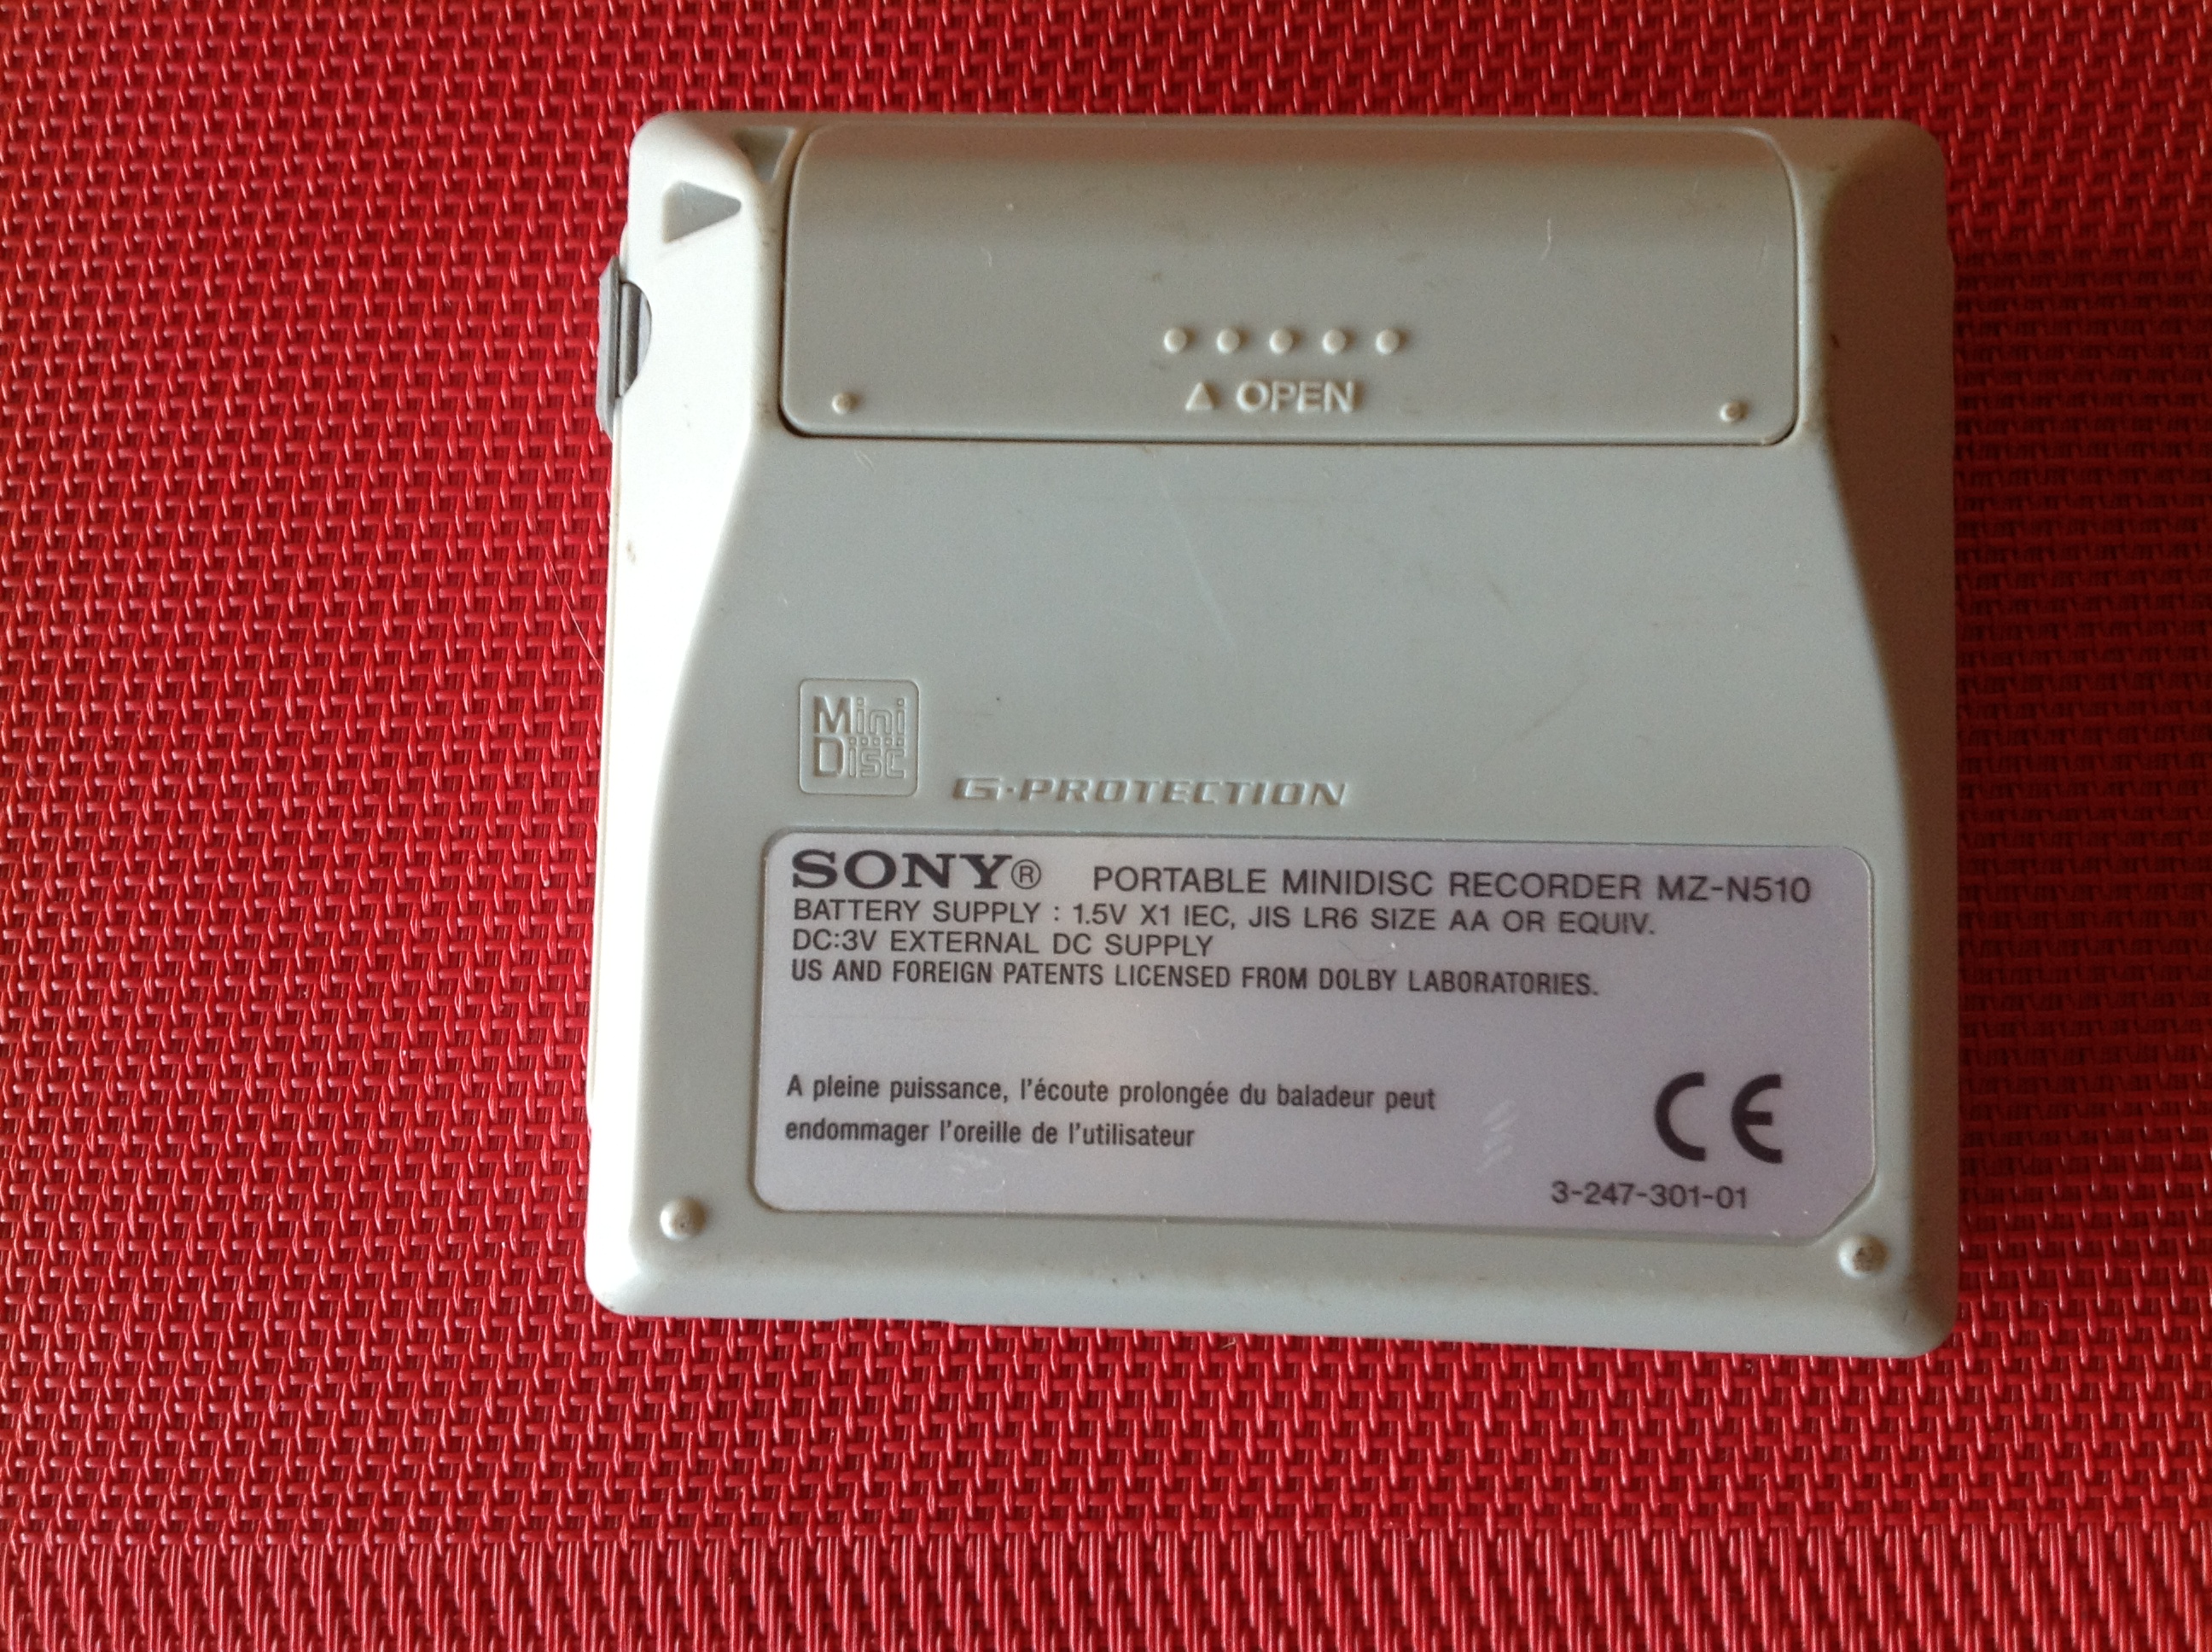 △ OPEN
Mini
Disc
G-PROTECTION
SONY® PORTABLE MINIDISC RECORDER MZ-N510
BATTERY SUPPLY : 1.5V X1 IEC, JIS LR6 SIZE AA OR EQUIV.
DC:3V EXTERNAL DC SUPPLY
US AND FOREIGN PATENTS LICENSED FROM DOLBY LABORATORIES.
A pleine puissance, l'écoute prolongée du baladeur peut
endommager l'oreille de l'utilisateur
CE
3-247-301-01